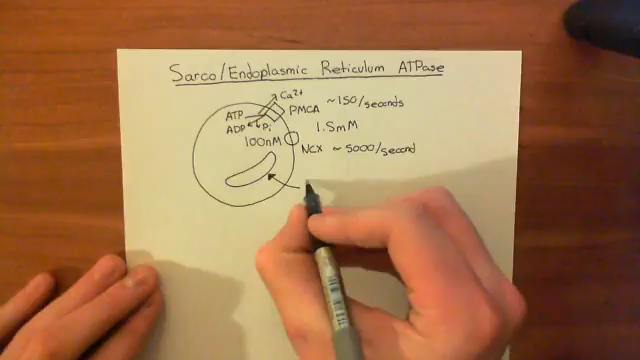 Sarco/Endoplasmic Reticulum ATPase
Ca2+
PMCA ~150/seconds
ATP
ADP Pi
1.5mM
100nM
NCX ~ 5000/second